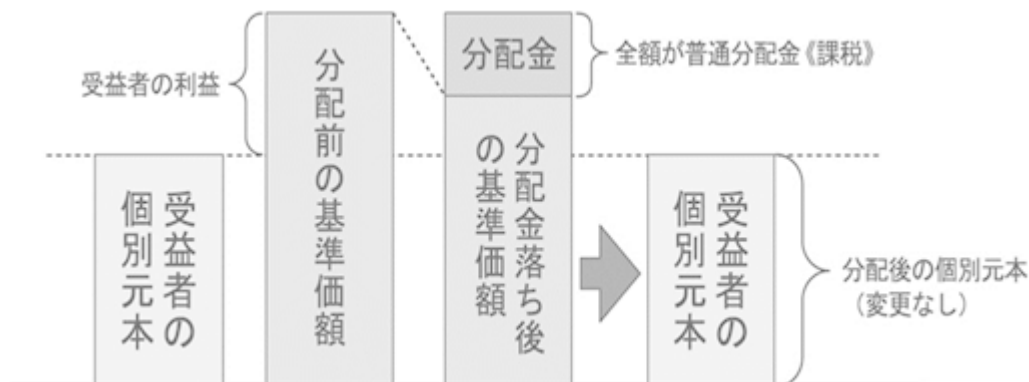 受益者の利益
受益者の
個別元本
分配前の基準価額
分配金
全額が普通分配金《課税》
分配金落ち後
の基準価額
受益者の
個別元本
分配後の個別元本
（変更なし）